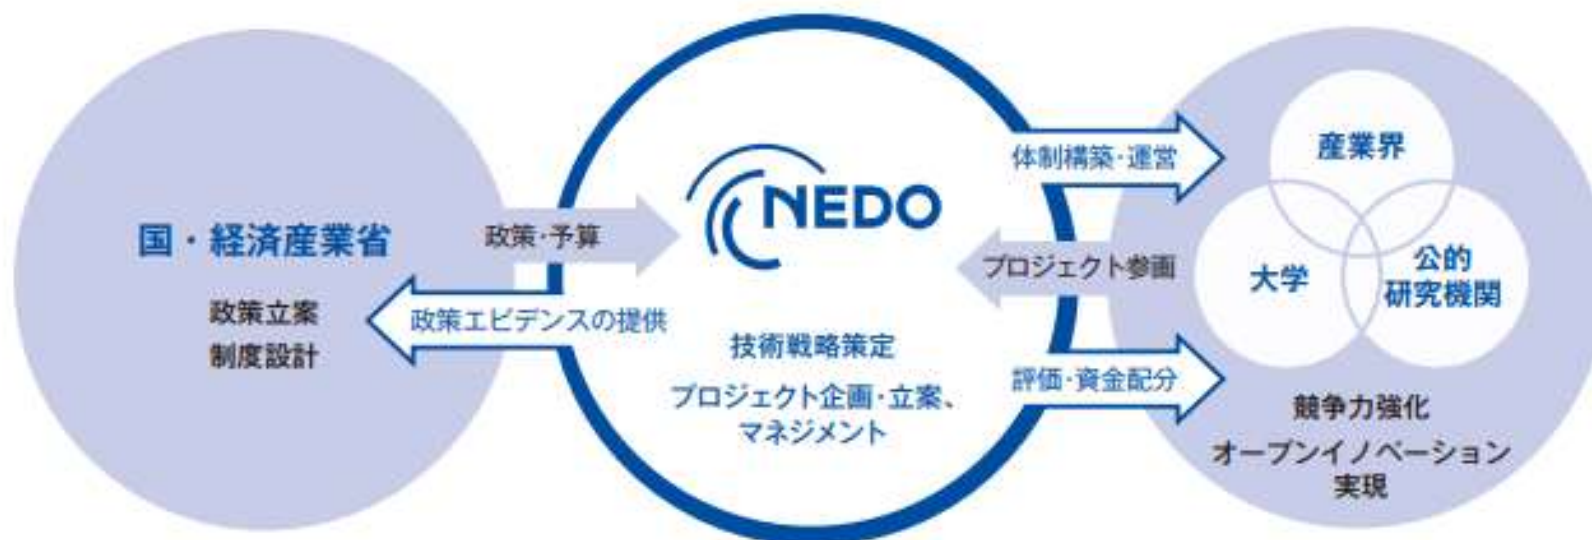 国・経済産業省
政策立案
制度設計
政策・予算
政策エビデンスの提供
NEDO
技術戦略策定
プロジェクト企画・立案、
マネジメント
体制構築・運営
プロジェクト参画
評価・資金配分
産業界
大学
公的
研究機関
競争力強化
オープンイノベーション
実現